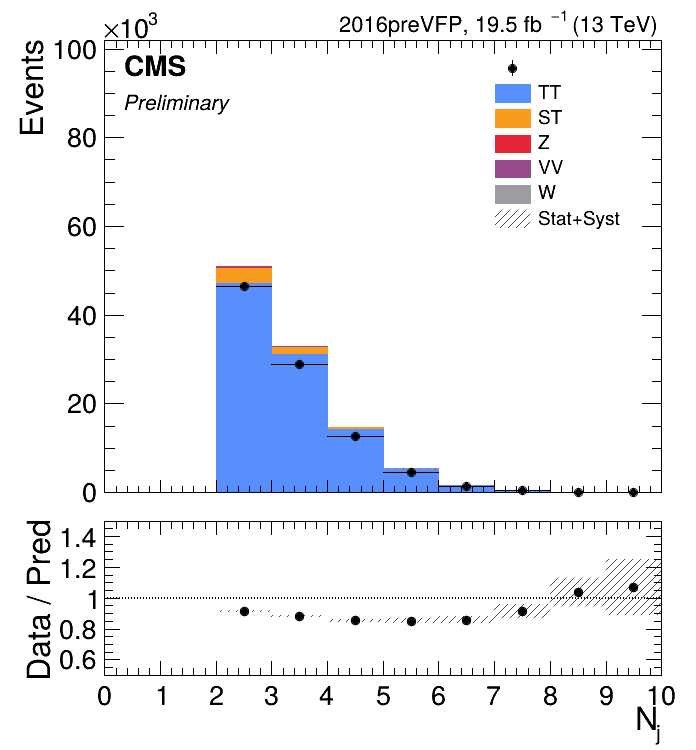 ×10³
2016preVFP, 19.5 fb ⁻¹ (13 TeV)
Events
100
80
60
40
20
0
CMS
Preliminary
TT
ST
Z
VV
W
Stat+Syst
Data / Pred
1.4
1.2
1
0.8
0.6
0 1 2 3 4 5 6 7 8 9 10
N_j